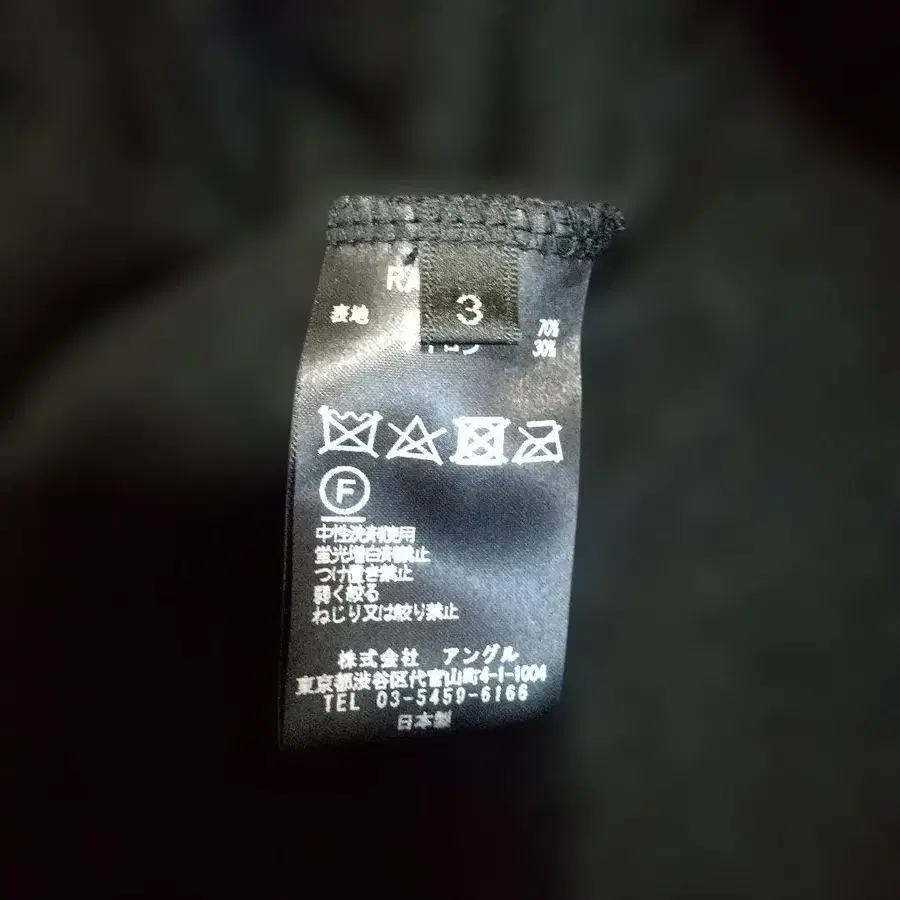 3
表地
70%
30%
F
中性洗剤使用
蛍光増白剤禁止
つけ置き禁止
弱く絞る
ねじり又は絞り禁止
株式会社 アングル
東京都渋谷区代官山町4-1-1004
TEL 03-5459-6166
日本製